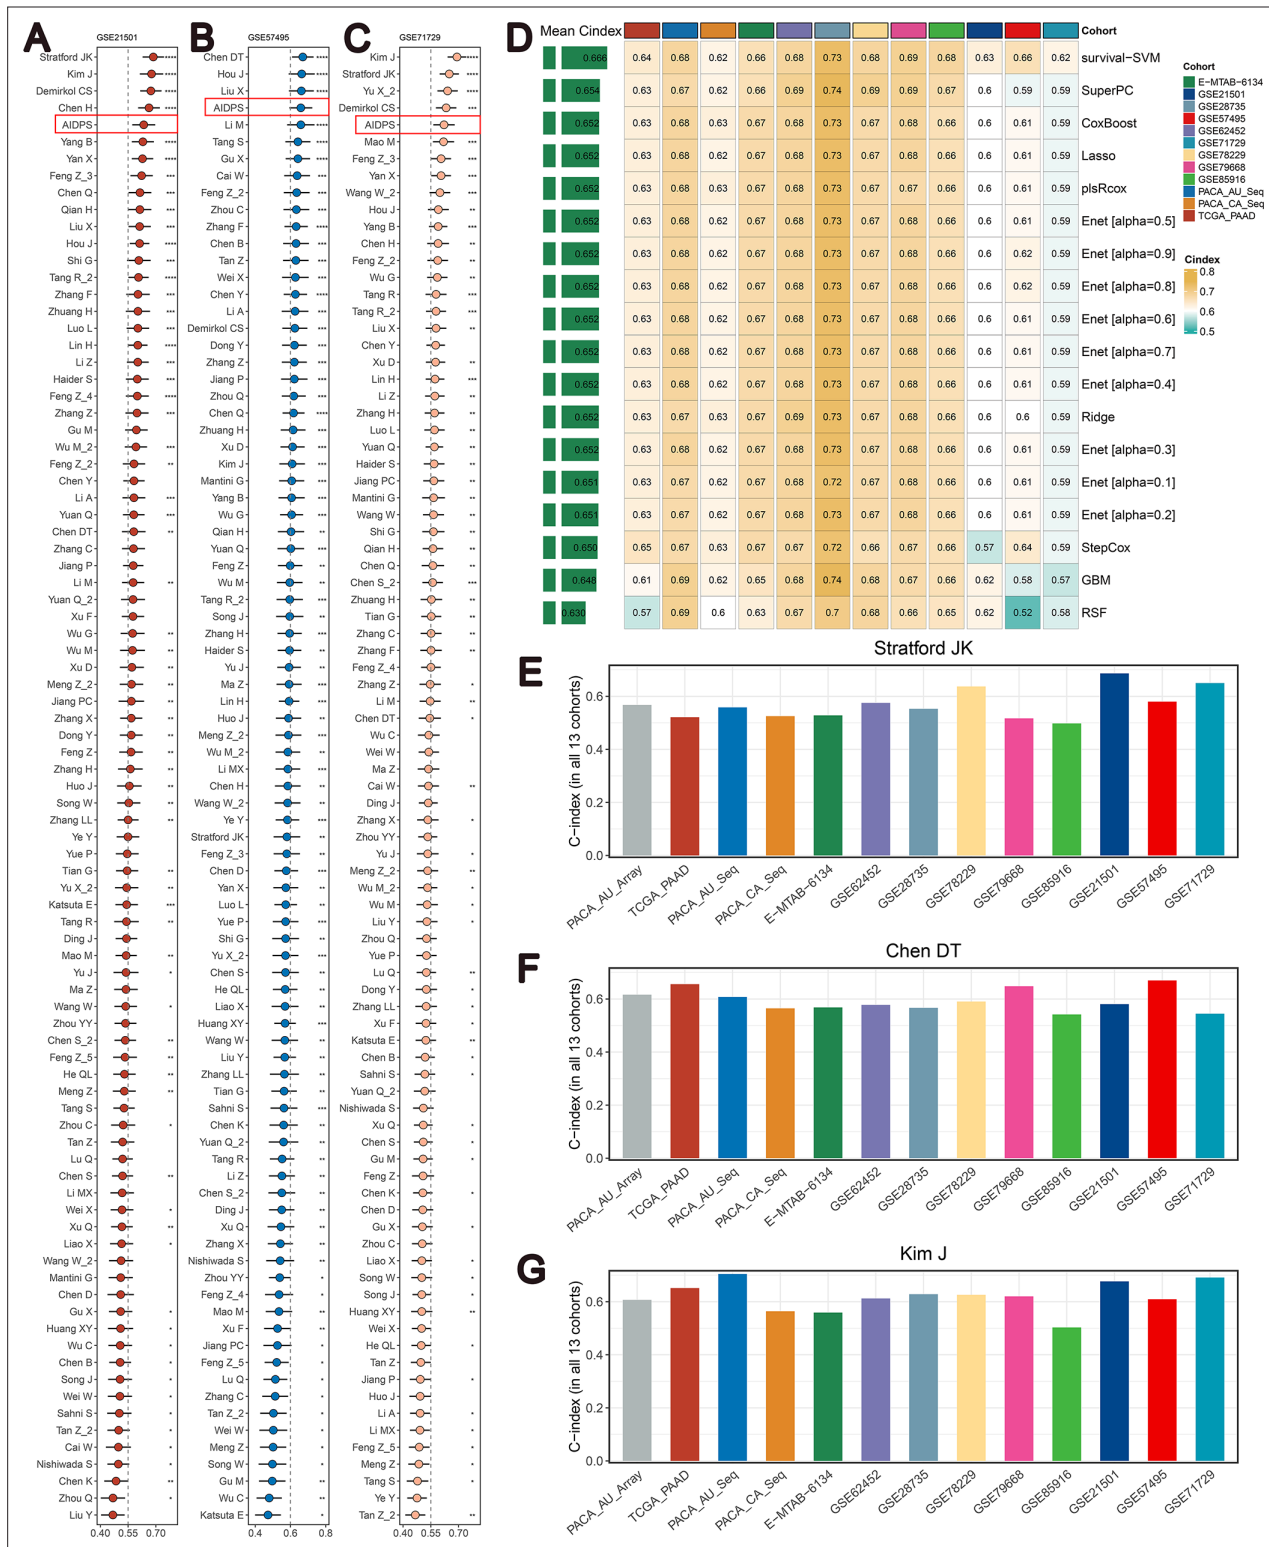 A
GSE21501
Stratford JK
Kim J
Demirkol CS
Chen H
AIDPS
Yang B
Yan X
Feng Z_3
Chen Q
Qian H
Liu X
Hou J
Shi G
Tang R_2
Zhang F
Zhuang H
Luo L
Lin H
Li Z
Haider S
Feng Z_4
Zhang Z
Gu M
Wu M_2
Feng Z_2
Chen Y
Li A
Yuan Q
Chen DT
Zhang C
Jiang P
Li M
Yuan Q_2
Xu F
Wu G
Wu M
Xu D
Meng Z_2
Jiang PC
Zhang X
Dong Y
Feng Z
Zhang H
Huo J
Song W
Zhang LL
Ye Y
Yue P
Tian G
Yu X_2
Katsuta E
Tang R
Ding J
Mao M
Yu J
Ma Z
Wang W
Zhou YY
Chen S_2
Feng Z_5
He QL
Meng Z
Tang S
Zhou C
Tan Z
Lu Q
Chen S
Li MX
Wei X
Xu Q
Liao X
Wang W_2
Mantini G
Chen D
Gu X
Huang XY
Wu C
Chen B
Song J
Wei W
Sahni S
Tan Z_2
Cai W
Nishiwada S
Chen K
Zhou Q
Liu Y
0.40 0.55 0.70
B
GSE57495
Chen DT
Hou J
Liu X
AIDPS
Li M
Tang S
Gu X
Cai W
Feng Z_2
Zhou C
Zhang F
Chen B
Tan Z
Wei X
Chen Y
Li A
Demirkol CS
Dong Y
Zhang Z
Jiang P
Zhou Q
Chen Q
Zhuang H
Xu D
Kim J
Mantini G
Yang B
Wu G
Qian H
Yuan Q
Feng Z
Wu M
Tang R_2
Song J
Zhang H
Haider S
Yu J
Ma Z
Lin H
Huo J
Meng Z_2
Wu M_2
Li MX
Chen H
Wang W_2
Ye Y
Stratford JK
Feng Z_3
Chen D
Yan X
Luo L
Yue P
Shi G
Yu X_2
Chen S
He QL
Liao X
Huang XY
Wang W
Liu Y
Zhang LL
Tian G
Sahni S
Chen K
Yuan Q_2
Tang R
Li Z
Chen S_2
Ding J
Xu Q
Zhang X
Nishiwada S
Zhou YY
Feng Z_4
Mao M
Xu F
Jiang PC
Feng Z_5
Lu Q
Zhang C
Tan Z_2
Wei W
Meng Z
Song W
Gu M
Wu C
Katsuta E
0.4 0.6 0.8
C
GSE71729
Kim J
Stratford JK
Yu X_2
Demirkol CS
AIDPS
Mao M
Feng Z_3
Yan X
Wang W_2
Hou J
Yang B
Chen H
Feng Z_2
Wu G
Tang R
Tang R_2
Liu X
Chen Y
Xu D
Lin H
Li Z
Zhang H
Luo L
Yuan Q
Haider S
Jiang PC
Mantini G
Wang W
Shi G
Qian H
Chen Q
Chen S_2
Zhuang H
Tian G
Zhang C
Zhang F
Feng Z_4
Zhang Z
Li M
Chen DT
Wu C
Wei W
Ma Z
Cai W
Ding J
Zhang X
Zhou YY
Yu J
Meng Z_2
Wu M_2
Wu M
Liu Y
Zhou Q
Yue P
Lu Q
Dong Y
Zhang LL
Xu F
Katsuta E
Chen B
Sahni S
Yuan Q_2
Nishiwada S
Xu Q
Chen S
Gu M
Feng Z
Chen K
Chen D
Gu X
Zhou C
Liao X
Song W
Song J
Huang XY
Wei X
He QL
Tan Z
Jiang P
Huo J
Li A
Li MX
Feng Z_5
Meng Z
Tang S
Ye Y
Tan Z_2
0.40 0.55 0.70
D
Mean Cindex Cohort
0.666 0.64 0.68 0.62 0.66 0.68 0.73 0.68 0.69 0.68 0.63 0.66 0.62 survival-SVM
0.654 0.63 0.67 0.62 0.66 0.69 0.74 0.69 0.69 0.67 0.6 0.59 0.59 SuperPC
0.652 0.63 0.68 0.63 0.67 0.68 0.73 0.67 0.68 0.66 0.6 0.61 0.59 CoxBoost
0.652 0.63 0.68 0.62 0.67 0.68 0.73 0.67 0.68 0.66 0.6 0.61 0.59 Lasso
0.652 0.63 0.68 0.63 0.67 0.68 0.73 0.67 0.68 0.66 0.6 0.61 0.59 plsRcox
0.652 0.63 0.68 0.62 0.67 0.68 0.73 0.67 0.68 0.66 0.6 0.61 0.59 Enet [alpha=0.5]
0.652 0.63 0.68 0.62 0.67 0.68 0.73 0.67 0.68 0.66 0.6 0.62 0.59 Enet [alpha=0.9]
0.652 0.63 0.68 0.62 0.67 0.68 0.73 0.67 0.68 0.66 0.6 0.62 0.59 Enet [alpha=0.8]
0.652 0.63 0.68 0.62 0.67 0.68 0.73 0.67 0.68 0.66 0.6 0.61 0.59 Enet [alpha=0.6]
0.652 0.63 0.68 0.62 0.67 0.68 0.73 0.67 0.68 0.66 0.6 0.61 0.59 Enet [alpha=0.7]
0.652 0.63 0.68 0.62 0.67 0.68 0.73 0.67 0.68 0.66 0.6 0.61 0.59 Enet [alpha=0.4]
0.652 0.63 0.67 0.63 0.67 0.69 0.73 0.67 0.68 0.66 0.6 0.6 0.59 Ridge
0.652 0.63 0.68 0.62 0.67 0.68 0.73 0.67 0.68 0.66 0.6 0.61 0.59 Enet [alpha=0.3]
0.651 0.63 0.67 0.62 0.67 0.68 0.72 0.67 0.68 0.66 0.6 0.61 0.59 Enet [alpha=0.1]
0.651 0.63 0.67 0.62 0.67 0.68 0.73 0.67 0.68 0.66 0.6 0.61 0.59 Enet [alpha=0.2]
0.650 0.65 0.67 0.63 0.67 0.67 0.72 0.66 0.67 0.66 0.57 0.64 0.59 StepCox
0.648 0.61 0.69 0.62 0.65 0.68 0.74 0.68 0.67 0.66 0.62 0.58 0.57 GBM
0.630 0.57 0.69 0.6 0.63 0.67 0.7 0.68 0.66 0.65 0.62 0.52 0.58 RSF
Cohort
E-MTAB-6134
GSE21501
GSE28735
GSE57495
GSE62452
GSE71729
GSE78229
GSE79668
GSE85916
PACA_AU_Seq
PACA_CA_Seq
TCGA_PAAD
Cindex
0.8
0.7
0.6
0.5
E
Stratford JK
C-index (in all 13 cohorts)
0.6
0.4
0.2
0.0
PACA_AU_Array TCGA_PAAD PACA_AU_Seq PACA_CA_Seq E-MTAB-6134 GSE62452 GSE28735 GSE78229 GSE79668 GSE85916 GSE21501 GSE57495 GSE71729
F
Chen DT
C-index (in all 13 cohorts)
0.6
0.4
0.2
0.0
PACA_AU_Array TCGA_PAAD PACA_AU_Seq PACA_CA_Seq E-MTAB-6134 GSE62452 GSE28735 GSE78229 GSE79668 GSE85916 GSE21501 GSE57495 GSE71729
G
Kim J
C-index (in all 13 cohorts)
0.6
0.4
0.2
0.0
PACA_AU_Array TCGA_PAAD PACA_AU_Seq PACA_CA_Seq E-MTAB-6134 GSE62452 GSE28735 GSE78229 GSE79668 GSE85916 GSE21501 GSE57495 GSE71729